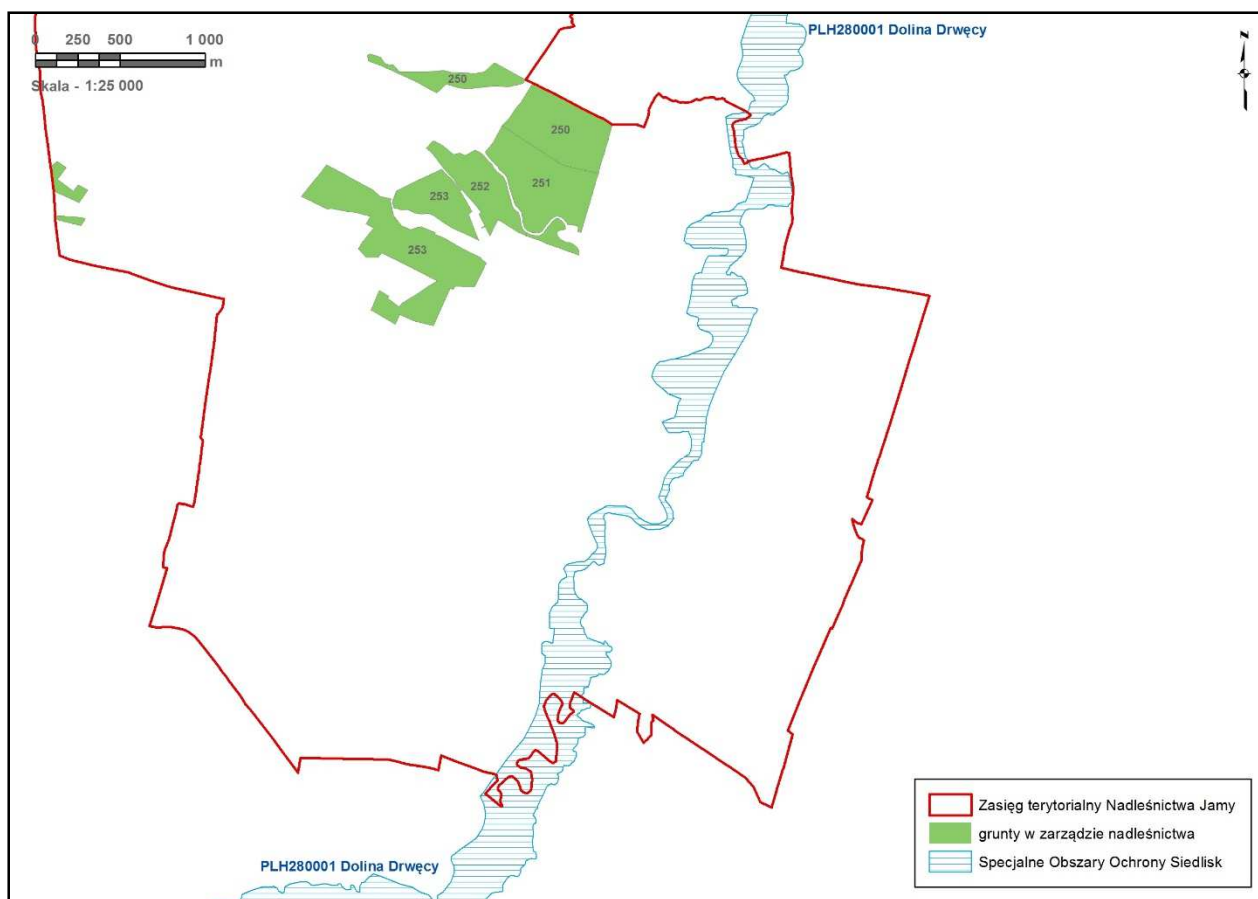 PLH280001 Dolina Drwęcy
0 250 500 1 000
m
Skala - 1:25 000
N
250
250
251
252
253
253
Zasięg terytorialny Nadleśnictwa Jamy
grunty w zarządzie nadleśnictwa
Specjalne Obszary Ochrony Siedlisk
PLH280001 Dolina Drwęcy